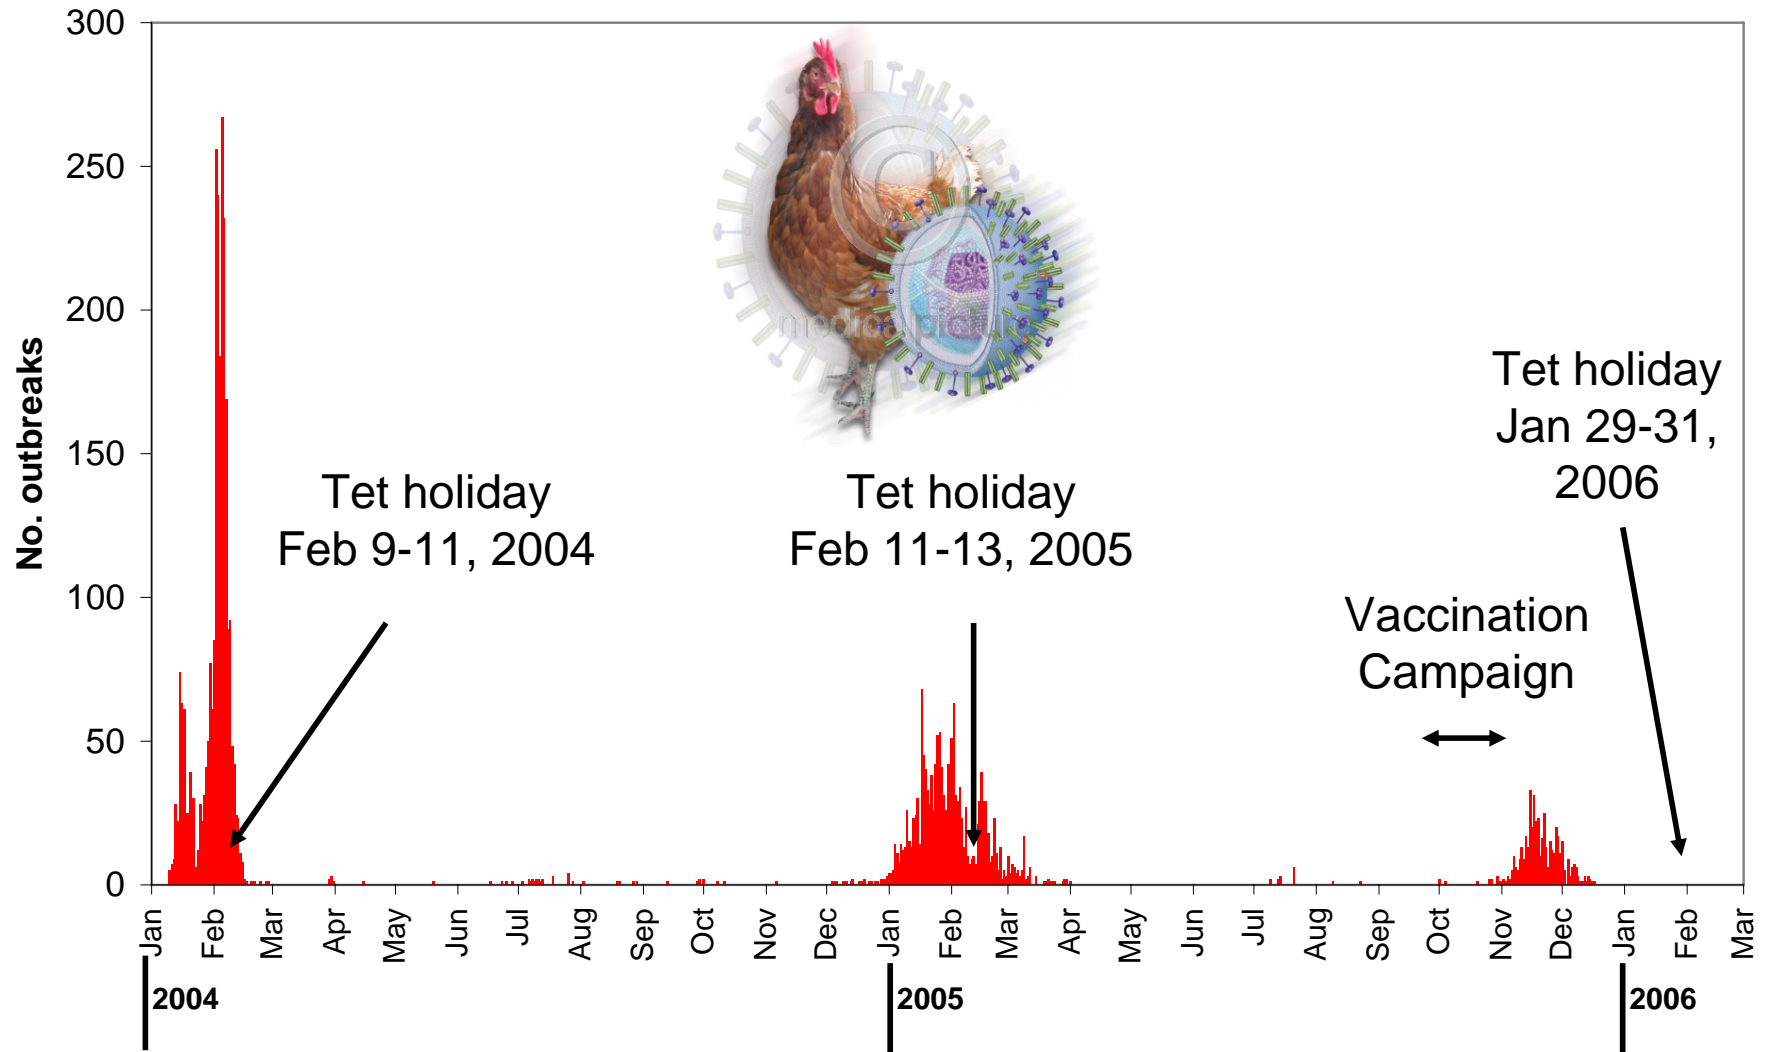 300
250
200
150
100
50
0
No. outbreaks
Tet holiday
Feb 9-11, 2004
Tet holiday
Feb 11-13, 2005
Tet holiday
Jan 29-31,
2006
Vaccination
Campaign
©
Jan Feb Mar Apr May Jun Jul Aug Sep Oct Nov Dec Jan Feb Mar Apr May Jun Jul Aug Sep Oct Nov Dec Jan Feb Mar
2004 2005 2006